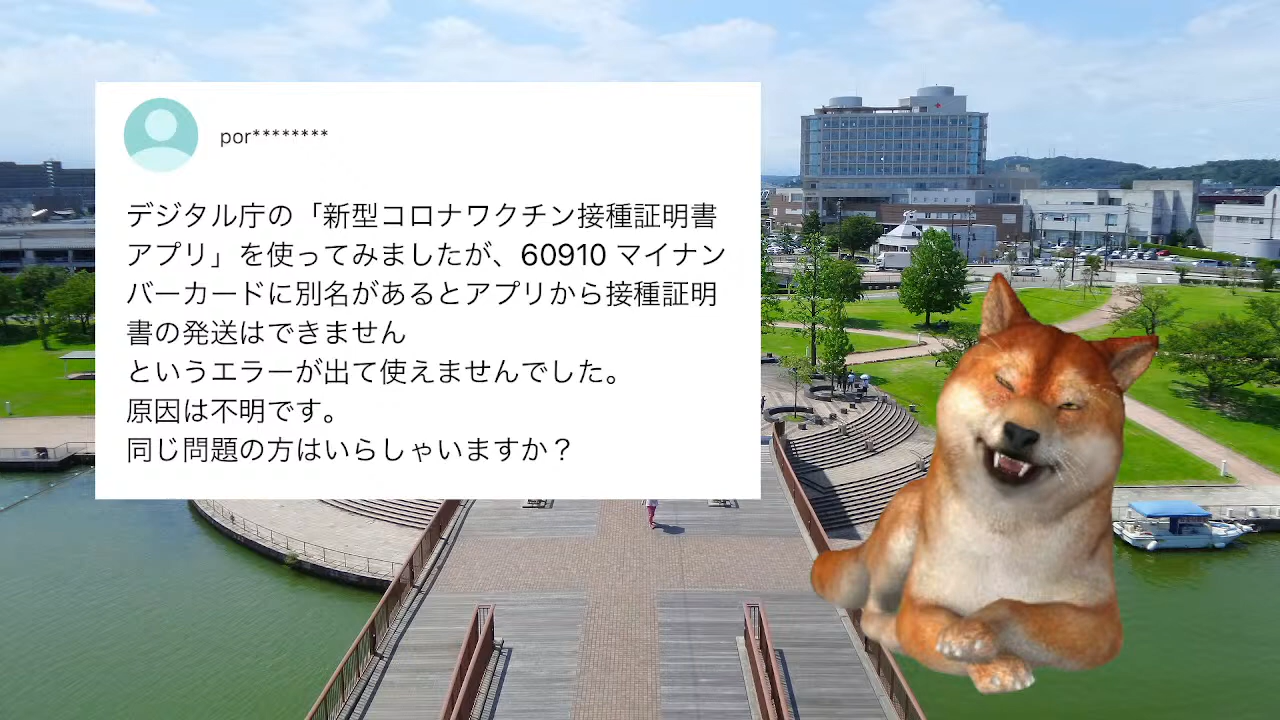 por********
デジタル庁の「新型コロナワクチン接種証明書
アプリ」を使ってみましたが、60910 マイナン
バーカードに別名があるとアプリから接種証明
書の発送はできません
というエラーが出て使えませんでした。
原因は不明です。
同じ問題の方はいらしゃいますか？